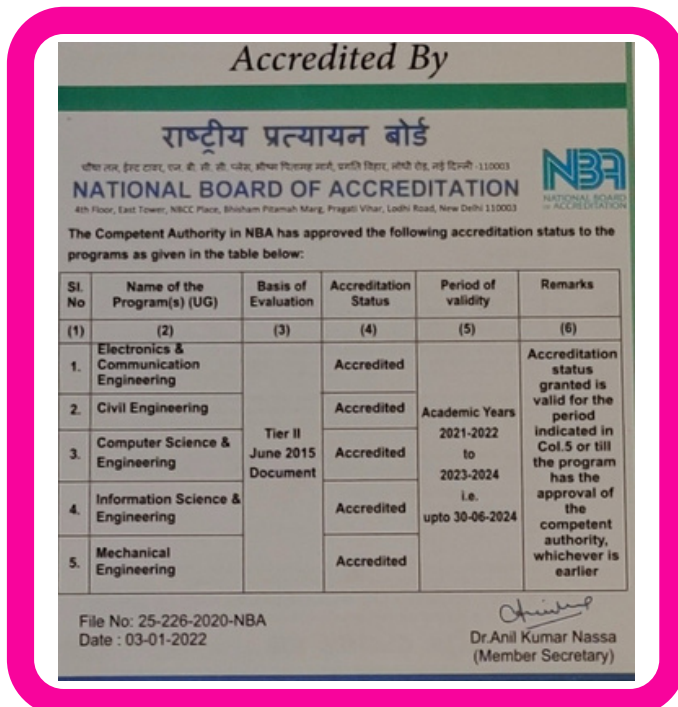 Accredited By
राष्ट्रीय प्रत्यायन बोर्ड
चौथा तल, ईस्ट टावर, एन. बी. सी. सी. प्लेस, भीष्म पितामह मार्ग, प्रगति विहार, लोधी रोड, नई दिल्ली -110003
NBA
NATIONAL BOARD OF ACCREDITATION
NATIONAL BOARD
OF ACCREDITATION
4th Floor, East Tower, NBCC Place, Bhisham Pitamah Marg, Pragati Vihar, Lodhi Road, New Delhi 110003
The Competent Authority in NBA has approved the following accreditation status to the
programs as given in the table below:
Sl. No
Name of the Program(s) (UG)
Basis of Evaluation
Accreditation Status
Period of validity
Remarks
(1) (2) (3) (4) (5) (6)
1. Electronics &
Communication
Engineering
Accredited
2. Civil Engineering Accredited
3. Computer Science &
Engineering
Accredited
4. Information Science &
Engineering
Accredited
5. Mechanical
Engineering
Accredited
Tier II
June 2015
Document
Academic Years
2021-2022
to
2023-2024
i.e.
upto 30-06-2024
Accreditation
status
granted is
valid for the
period
indicated in
Col.5 or till
the program
has the
approval of
the
competent
authority,
whichever is
earlier
File No: 25-226-2020-NBA
Date : 03-01-2022
Dr.Anil Kumar Nassa
(Member Secretary)